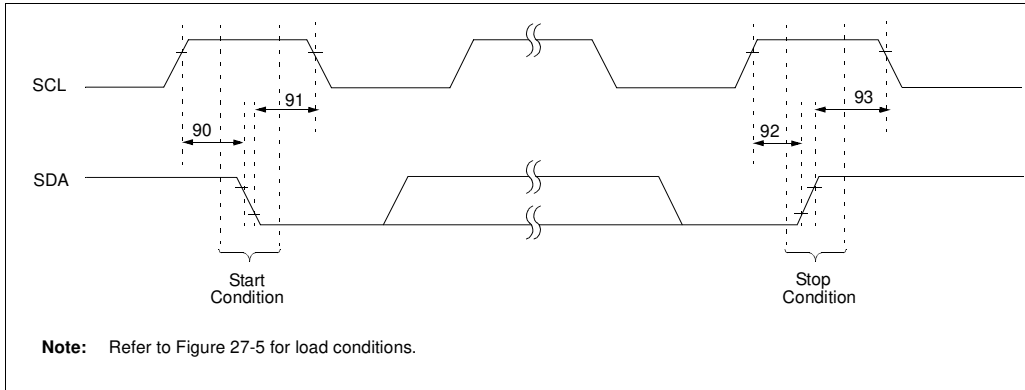 SCL
91
93
90
92
SDA
Start
Condition
Stop
Condition
Note: Refer to Figure 27-5 for load conditions.